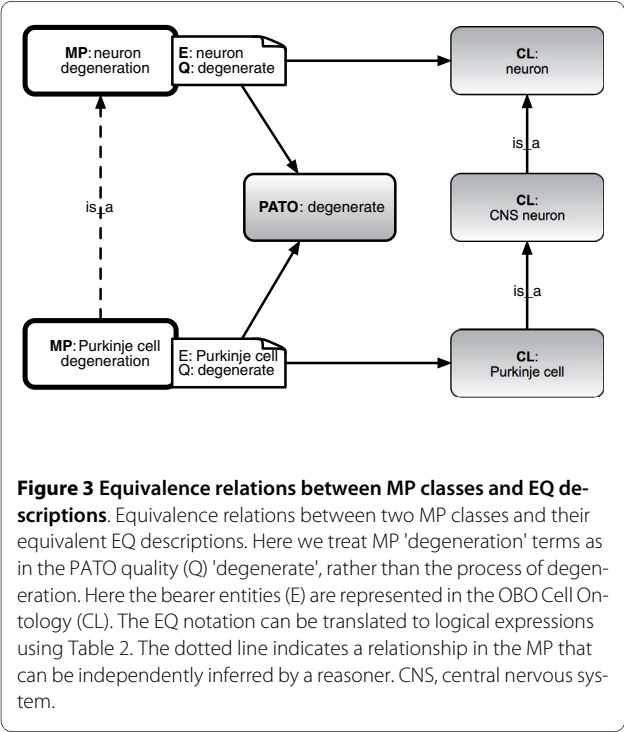 MP: neuron
degeneration
E: neuron
Q: degenerate
CL:
neuron
is_a
is_a
PATO: degenerate
CL:
CNS neuron
is_a
MP: Purkinje cell
degeneration
E: Purkinje cell
Q: degenerate
CL:
Purkinje cell
Figure 3 Equivalence relations between MP classes and EQ de-
scriptions. Equivalence relations between two MP classes and their
equivalent EQ descriptions. Here we treat MP 'degeneration' terms as
in the PATO quality (Q) 'degenerate', rather than the process of degen-
eration. Here the bearer entities (E) are represented in the OBO Cell On-
tology (CL). The EQ notation can be translated to logical expressions
using Table 2. The dotted line indicates a relationship in the MP that
can be independently inferred by a reasoner. CNS, central nervous sys-
tem.